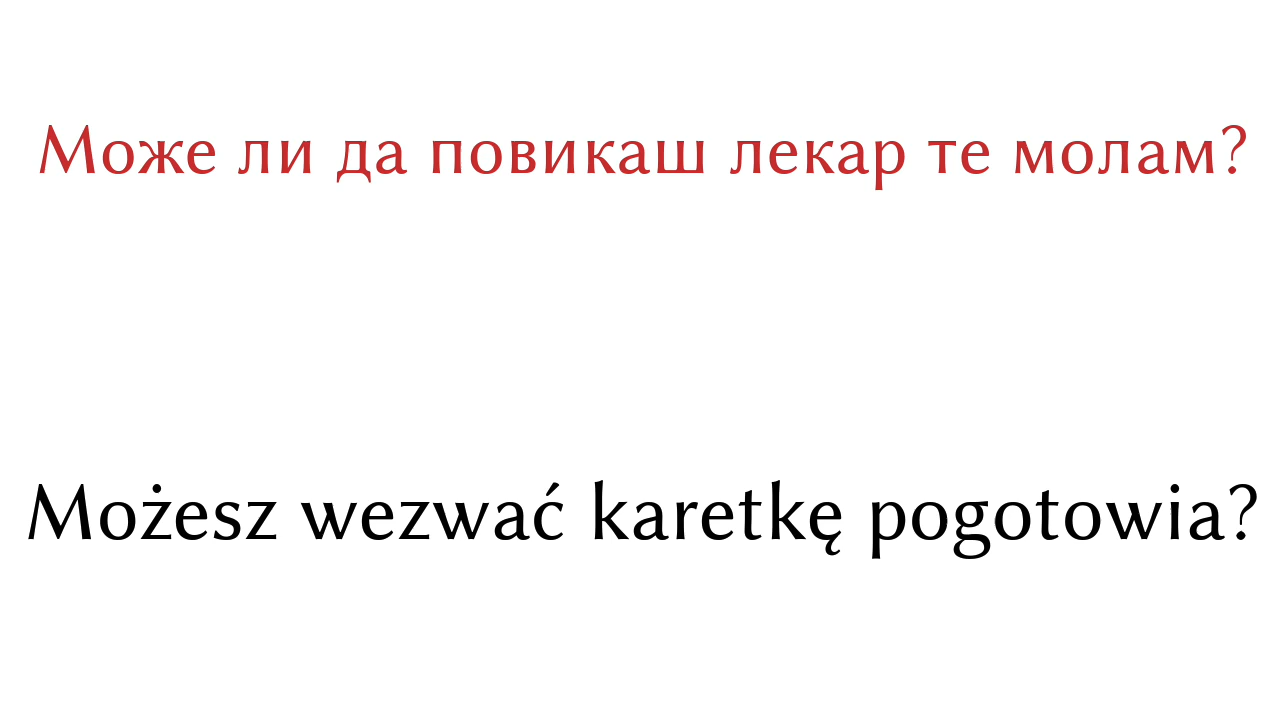 Може ли да повикаш лекар те молам?
Możesz wezwać karetkę pogotowia?